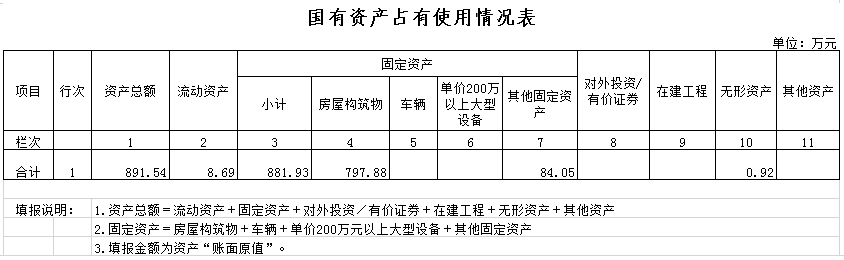 国有资产占有使用情况表
单位：万元
项目 行次 资产总额 流动资产 固定资产 对外投资/有价证券 在建工程 无形资产 其他资产
小计 房屋构筑物 车辆 单价200万以上大型设备 其他固定资产
栏次 1 2 3 4 5 6 7 8 9 10 11
合计 1 891.54 8.69 881.93 797.88 84.05 0.92
填报说明： 1.资产总额＝流动资产＋固定资产＋对外投资／有价证券＋在建工程＋无形资产＋其他资产
2.固定资产＝房屋构筑物＋车辆＋单价200万元以上大型设备＋其他固定资产
3.填报金额为资产“账面原值”。